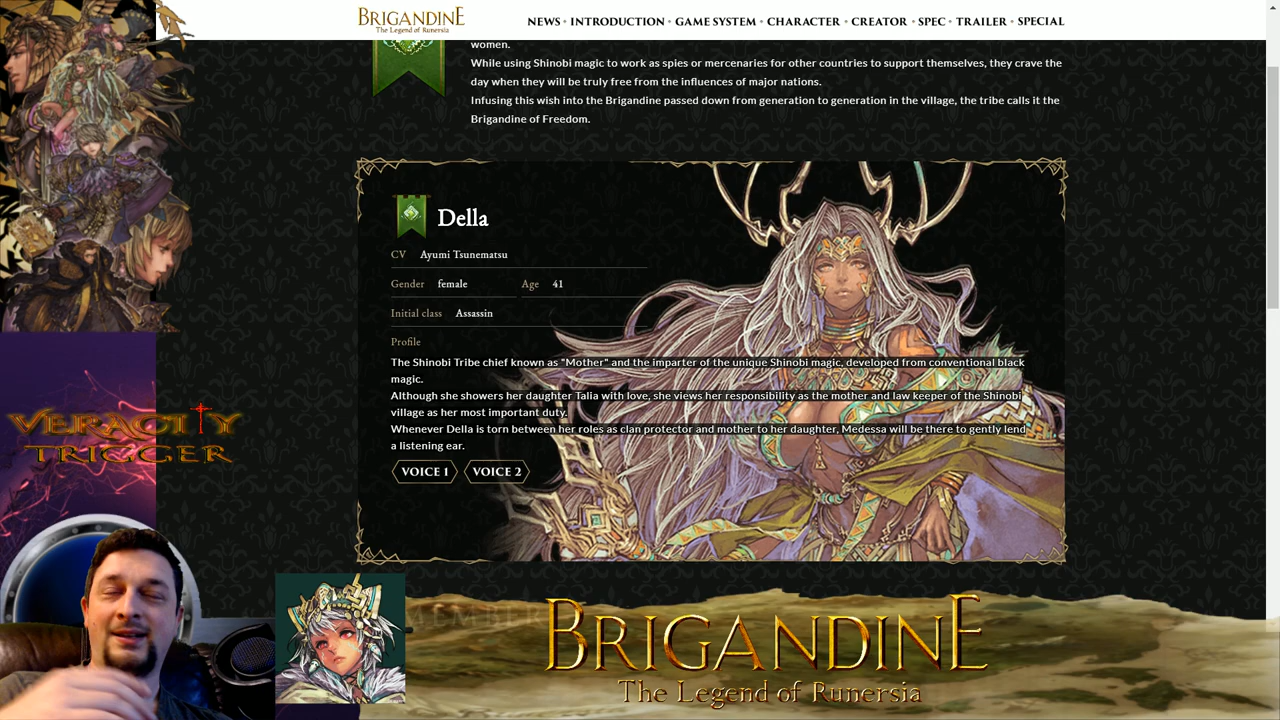 BRIGANDINE
The Legend of Runersia
NEWS • INTRODUCTION • GAME SYSTEM • CHARACTER • CREATOR • SPEC • TRAILER • SPECIAL
women.
While using Shinobi magic to work as spies or mercenaries for other countries to support themselves, they crave the
day when they will be truly free from the influences of major nations.
Infusing this wish into the Brigandine passed down from generation to generation in the village, the tribe calls it the
Brigandine of Freedom.
Della
CV Ayumi Tsunematsu
Gender female Age 41
Initial class Assassin
Profile
The Shinobi Tribe chief known as "Mother" and the imparter of the unique Shinobi magic, developed from conventional black
magic.
Although she showers her daughter Talia with love, she views her responsibility as the mother and law keeper of the Shinobi
village as her most important duty.
Whenever Della is torn between her roles as clan protector and mother to her daughter, Medessa will be there to gently lend
a listening ear.
VOICE 1 VOICE 2
VERACITY
TRIGGER
BRIGANDINE
The Legend of Runersia